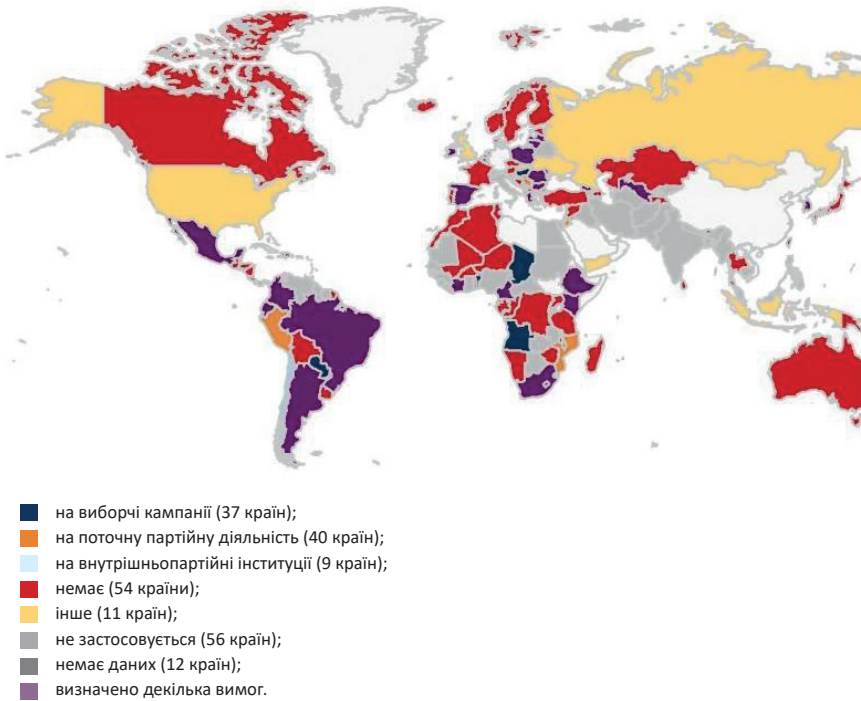 на виборчі кампанії (37 країн);
на поточну партійну діяльність (40 країн);
на внутрішньопартійні інституції (9 країн);
немає (54 країни);
інше (11 країн);
не застосовується (56 країн);
немає даних (12 країн);
визначено декілька вимог.